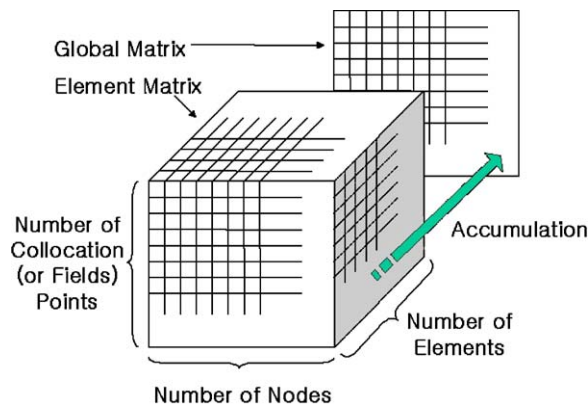 Global Matrix
Element Matrix
Number of
Collocation
(or Fields)
Points
Accumulation
Number of
Elements
Number of Nodes